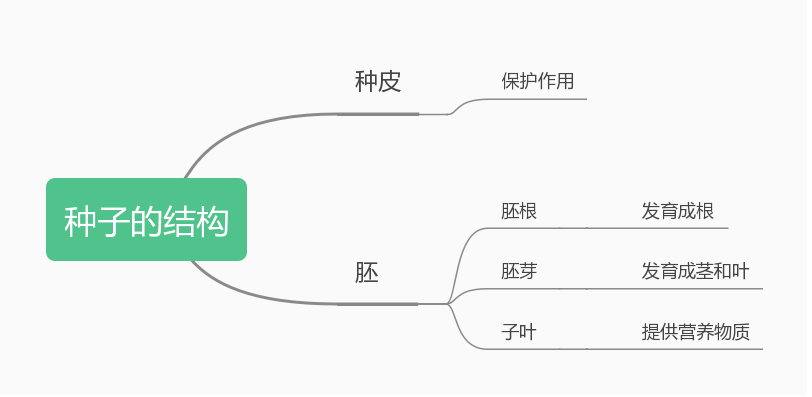 种子的结构
种皮
保护作用
胚
胚根
发育成根
胚芽
发育成茎和叶
子叶
提供营养物质